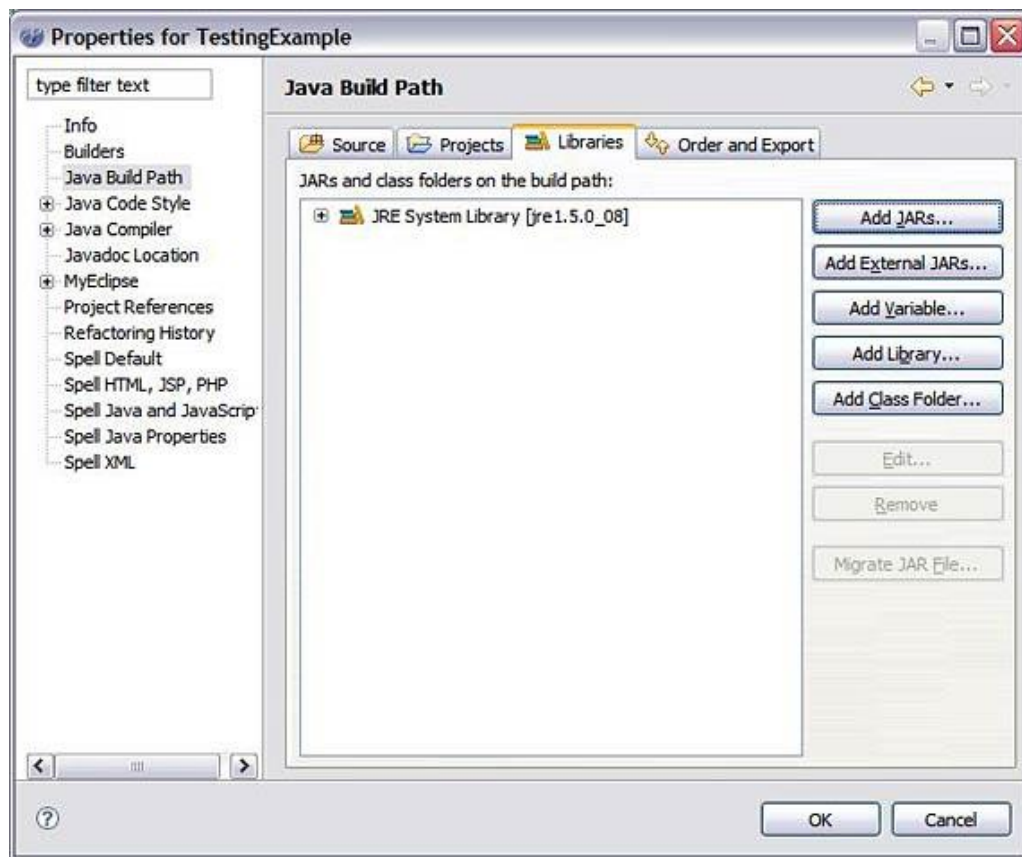 Properties for TestingExample
type filter text
Info
Builders
Java Build Path
Java Code Style
Java Compiler
Javadoc Location
MyEclipse
Project References
Refactoring History
Spell Default
Spell HTML, JSP, PHP
Spell Java and JavaScrip
Spell Java Properties
Spell XML
Java Build Path
Source Projects Libraries Order and Export
JARs and class folders on the build path:
JRE System Library [jre1.5.0_08]
Add JARs...
Add External JARs...
Add Variable...
Add Library...
Add Class Folder...
Edit...
Remove
Migrate JAR File...
?
OK Cancel